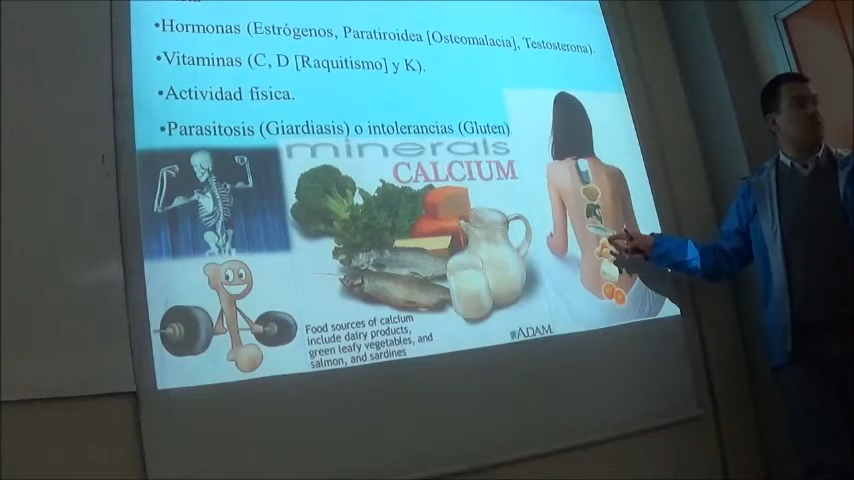 •Hormonas (Estrógenos, Paratiroidea [Osteomalacia], Testosterona).
•Vitaminas (C, D [Raquitismo] y K).
•Actividad física.
•Parasitosis (Giardiasis) o intolerancias (Gluten)
minerals
CALCIUM
Food sources of calcium
include dairy products,
green leafy vegetables, and
salmon, and sardines
ADAM